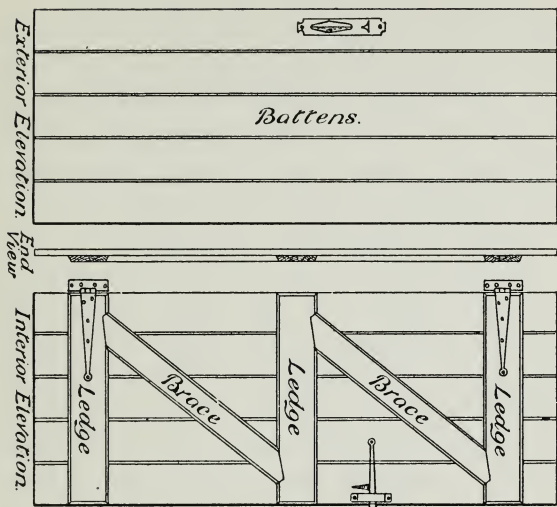 Exterior Elevation.
Battens.
End
View
Interior Elevation.
Ledge
Brace
Ledge
Brace
Ledge